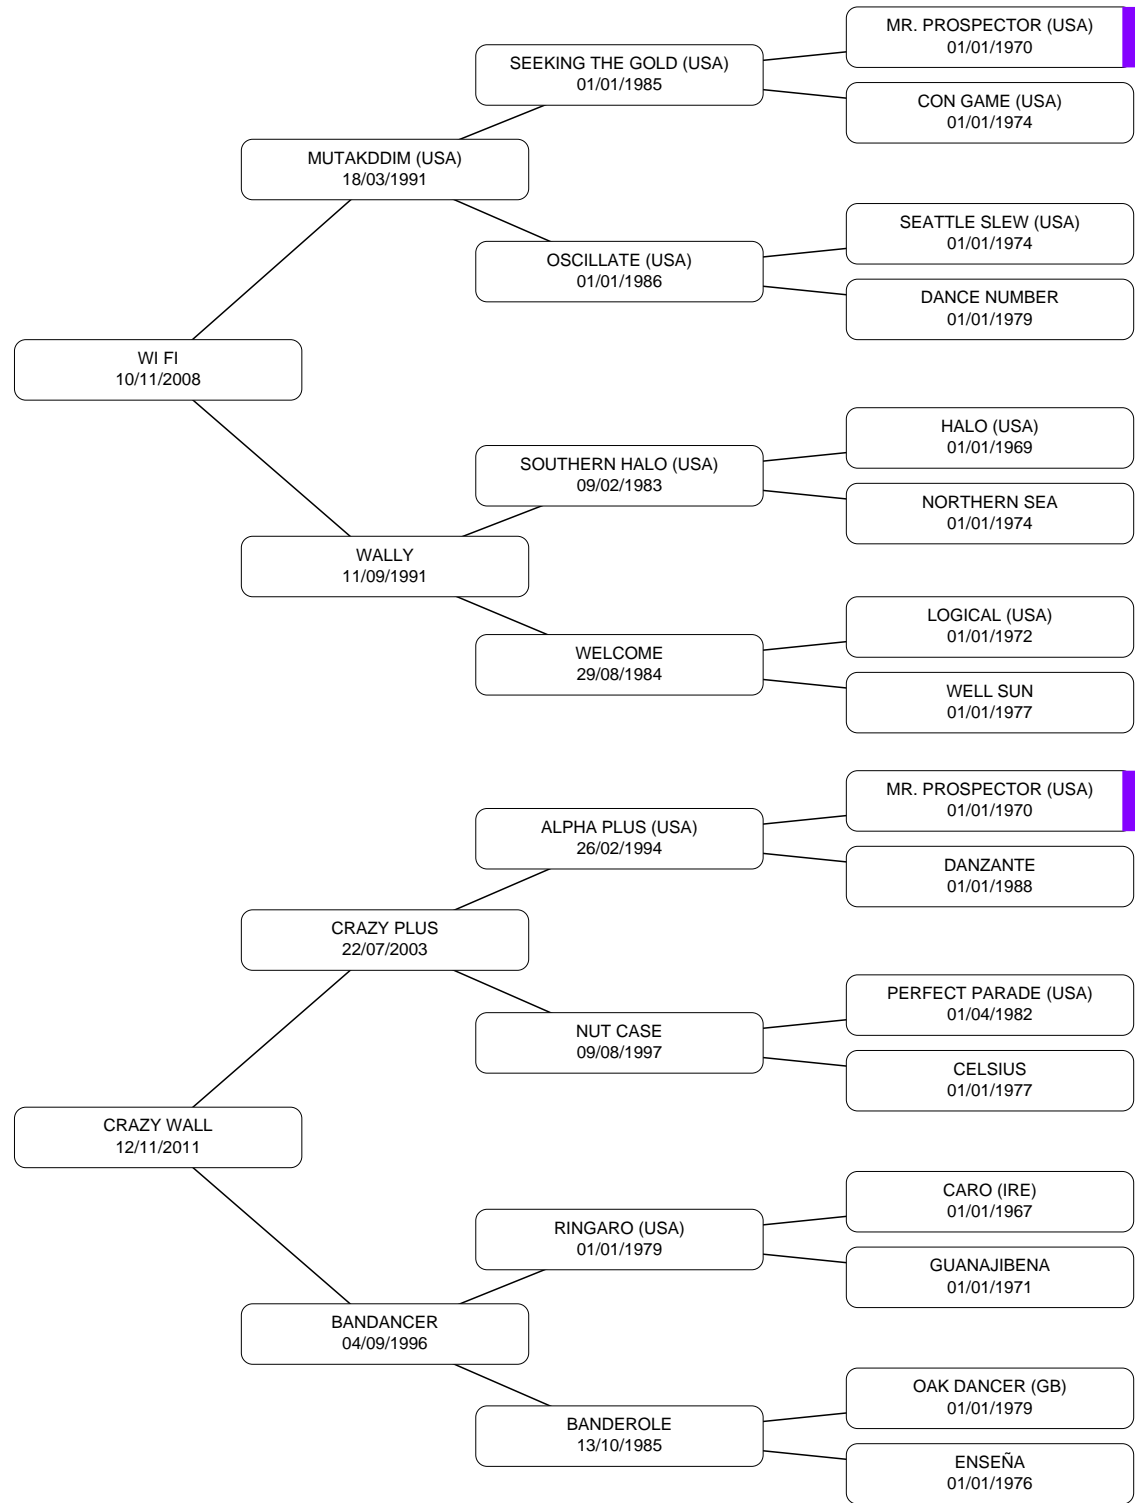 MR. PROSPECTOR (USA)
01/01/1970
SEEKING THE GOLD (USA)
01/01/1985
CON GAME (USA)
01/01/1974
MUTAKDDIM (USA)
18/03/1991
SEATTLE SLEW (USA)
01/01/1974
OSCILLATE (USA)
01/01/1986
DANCE NUMBER
01/01/1979
WI FI
10/11/2008
HALO (USA)
01/01/1969
SOUTHERN HALO (USA)
09/02/1983
NORTHERN SEA
01/01/1974
WALLY
11/09/1991
LOGICAL (USA)
01/01/1972
WELCOME
29/08/1984
WELL SUN
01/01/1977
MR. PROSPECTOR (USA)
01/01/1970
ALPHA PLUS (USA)
26/02/1994
DANZANTE
01/01/1988
CRAZY PLUS
22/07/2003
PERFECT PARADE (USA)
01/04/1982
NUT CASE
09/08/1997
CELSIUS
01/01/1977
CRAZY WALL
12/11/2011
CARO (IRE)
01/01/1967
RINGARO (USA)
01/01/1979
GUANAJIBENA
01/01/1971
BANDANCER
04/09/1996
OAK DANCER (GB)
01/01/1979
BANDEROLE
13/10/1985
ENSEÑA
01/01/1976